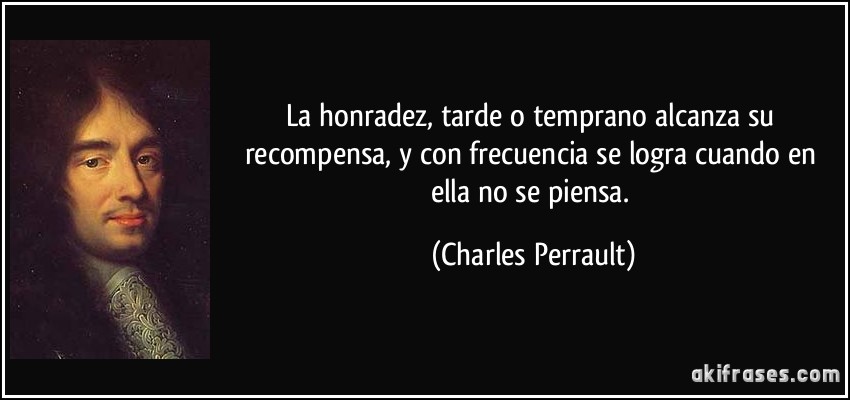 La honradez, tarde o temprano alcanza su
recompensa, y con frecuencia se logra cuando en
ella no se piensa.
(Charles Perrault)
akifrases.com